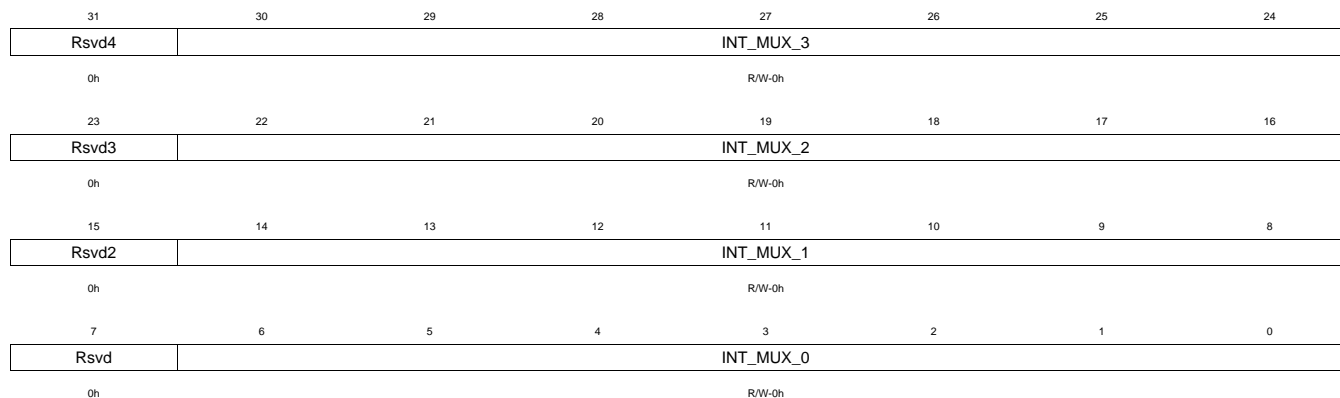 31 30 29 28 27 26 25 24
Rsvd4 INT_MUX_3
0h R/W-0h
23 22 21 20 19 18 17 16
Rsvd3 INT_MUX_2
0h R/W-0h
15 14 13 12 11 10 9 8
Rsvd2 INT_MUX_1
0h R/W-0h
7 6 5 4 3 2 1 0
Rsvd INT_MUX_0
0h R/W-0h